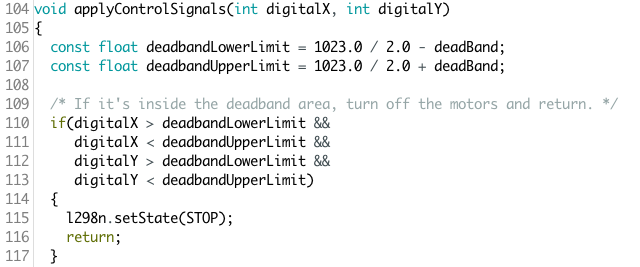 104 void applyControlSignals(int digitalX, int digitalY)
105 {
106   const float deadbandLowerLimit = 1023.0 / 2.0 - deadBand;
107   const float deadbandUpperLimit = 1023.0 / 2.0 + deadBand;
108
109   /* If it's inside the deadband area, turn off the motors and return. */
110   if(digitalX > deadbandLowerLimit &&
111      digitalX < deadbandUpperLimit &&
112      digitalY > deadbandLowerLimit &&
113      digitalY < deadbandUpperLimit)
114   {
115     l298n.setState(STOP);
116     return;
117   }